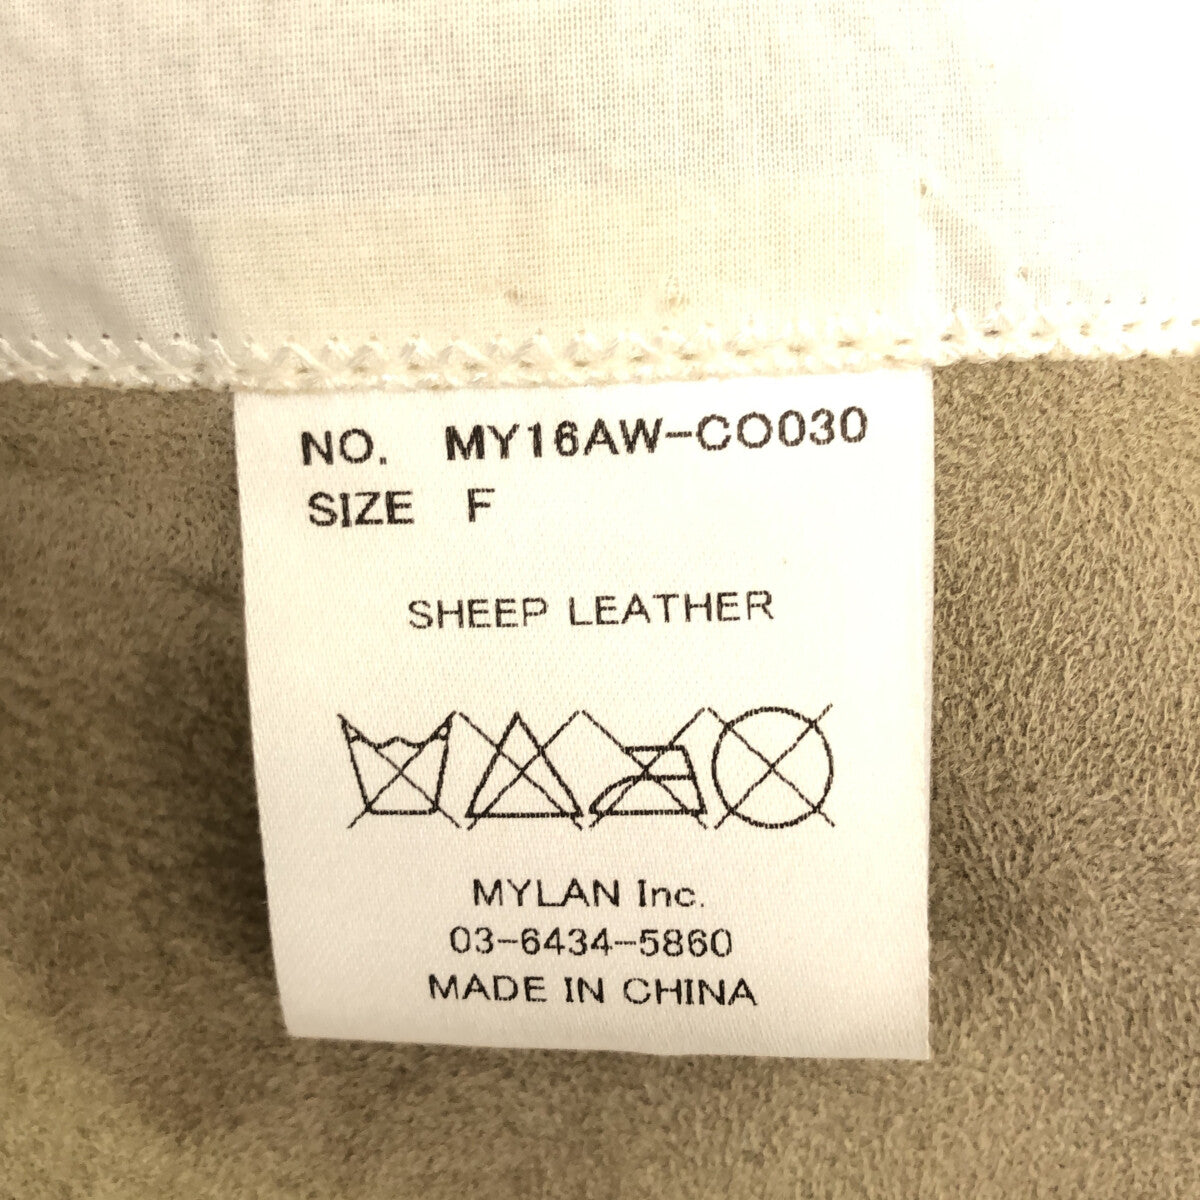 NO. MY16AW-CO030
SIZE F
SHEEP LEATHER
MYLAN Inc.
03-6434-5860
MADE IN CHINA